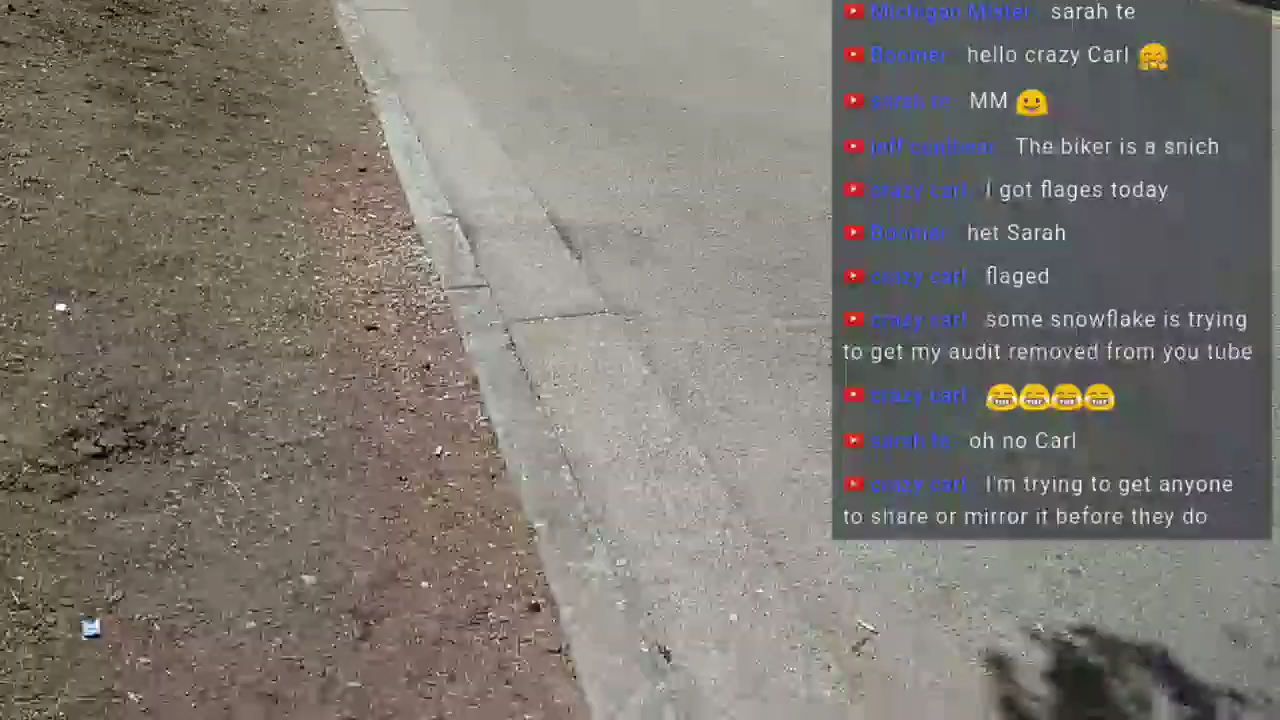 Michigan Mister sarah te
Boomer hello crazy Carl 🤗
sarah te MM 🙂
The biker is a snich
crazy carl I got flages today
Boomer het Sarah
crazy carl flaged
crazy carl some snowflake is trying
to get my audit removed from you tube
crazy carl 😂😂😂😂
sarah te oh no Carl
crazy carl I'm trying to get anyone
to share or mirror it before they do